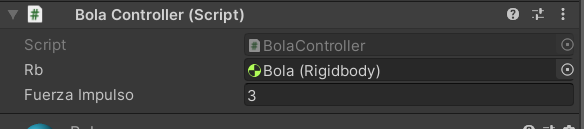 Bola Controller (Script)
Script BolaController
Rb Bola (Rigidbody)
Fuerza Impulso 3